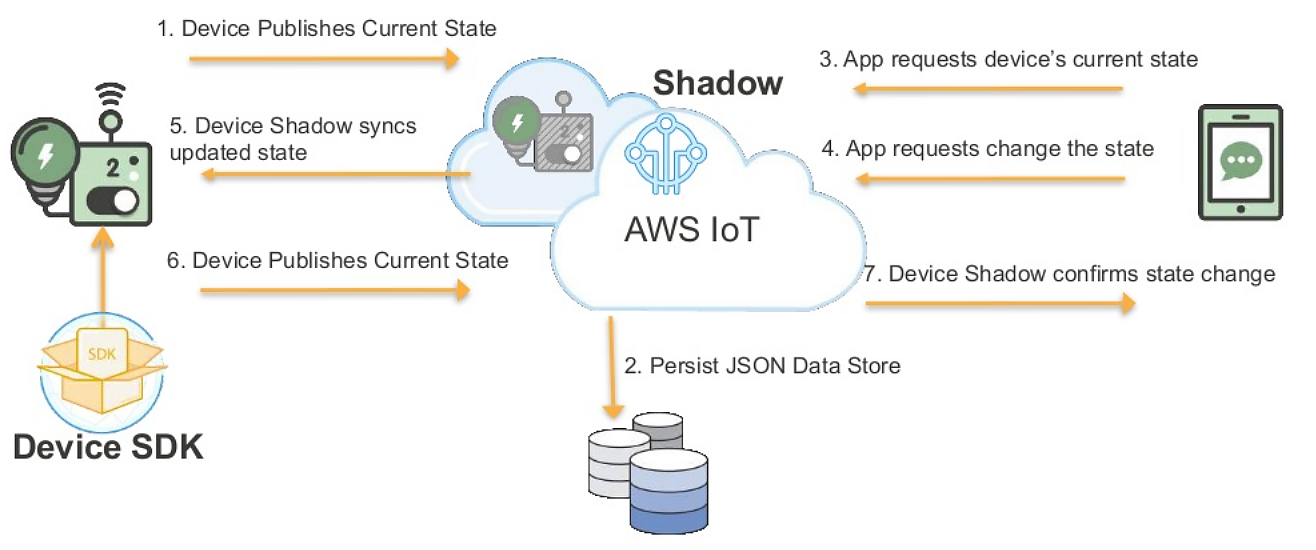 1. Device Publishes Current State
Shadow
3. App requests device's current state
2
5. Device Shadow syncs
updated state
2
4. App requests change the state
AWS IoT
6. Device Publishes Current State
7. Device Shadow confirms state change
SDK
2. Persist JSON Data Store
Device SDK